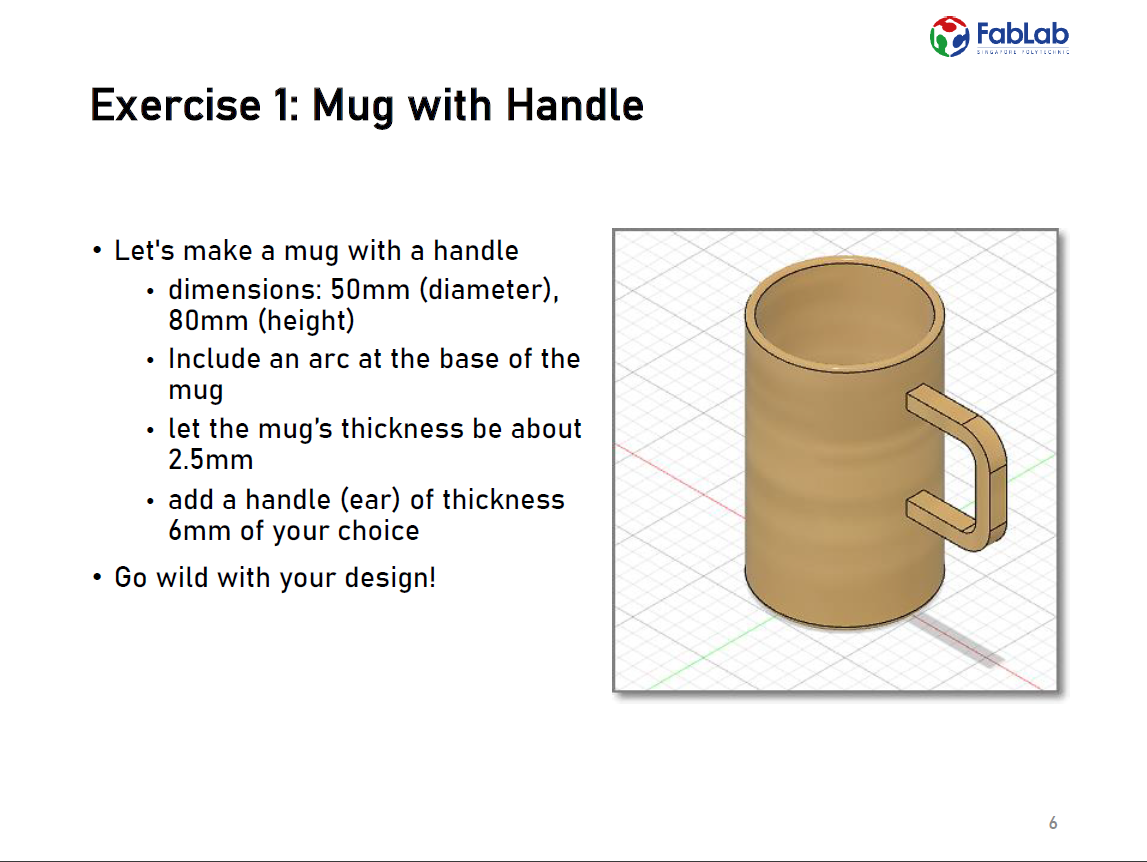 FabLab
SINGAPORE POLYTECHNIC
Exercise 1: Mug with Handle
• Let's make a mug with a handle
• dimensions: 50mm (diameter),
80mm (height)
• Include an arc at the base of the
mug
• let the mug’s thickness be about
2.5mm
• add a handle (ear) of thickness
6mm of your choice
• Go wild with your design!
6